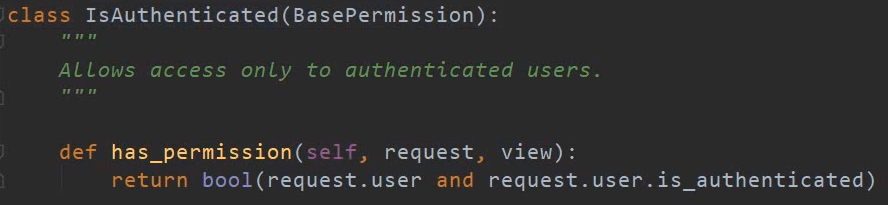 class IsAuthenticated(BasePermission):
    """
    Allows access only to authenticated users.
    """
    def has_permission(self, request, view):
        return bool(request.user and request.user.is_authenticated)